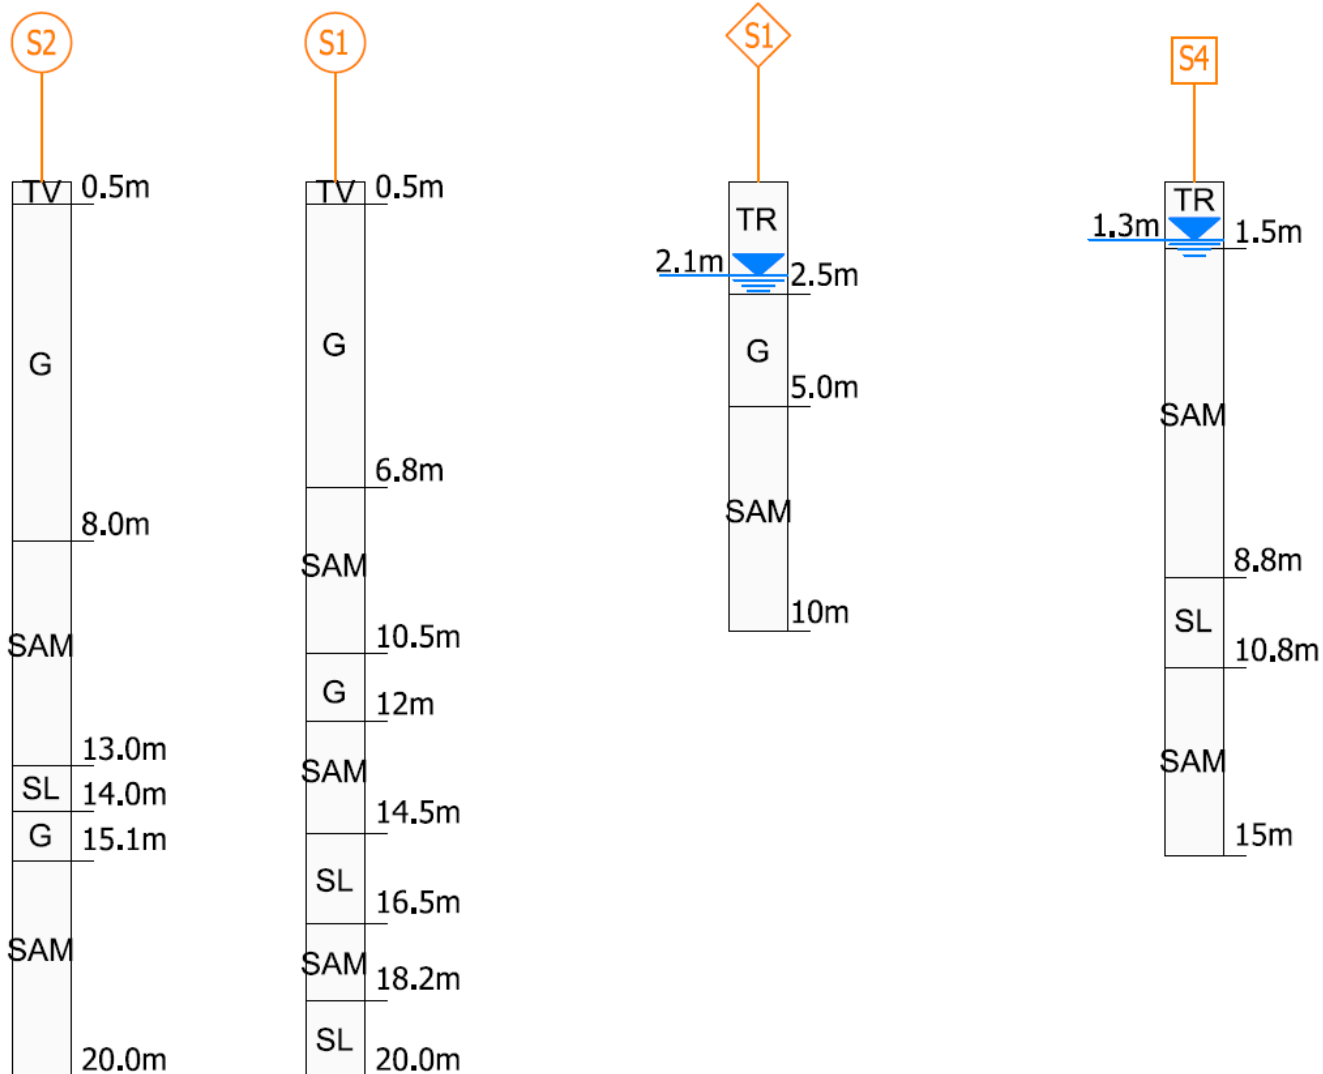 S2
TV
0.5m
G
8.0m
SAM
13.0m
SL
14.0m
G
15.1m
SAM
20.0m
S1
TV
0.5m
G
6.8m
SAM
10.5m
G
12m
SAM
14.5m
SL
16.5m
SAM
18.2m
SL
20.0m
S1
TR
2.1m
2.5m
G
5.0m
SAM
10m
S4
TR
1.3m
1.5m
SAM
8.8m
SL
10.8m
SAM
15m